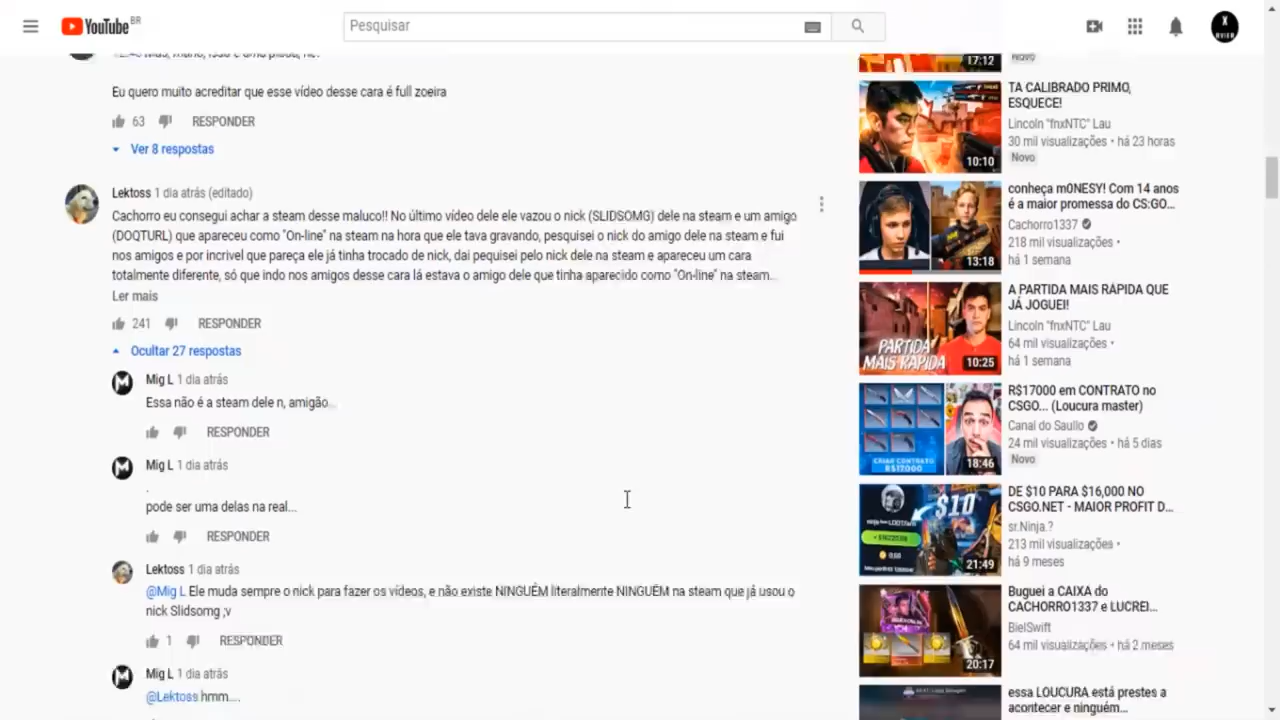 YouTube BR
Pesquisar
Eu quero muito acreditar que esse vídeo desse cara é full zoeira
63 RESPONDER
Ver 8 respostas
Lektoss 1 dia atrás (editado)
Cachorro eu consegui achar a steam desse maluco!! No último vídeo dele ele vazou o nick (SLIDSOMG) dele na steam e um amigo
(DOQTURL) que apareceu como "On-line" na steam na hora que ele tava gravando, pesquisei o nick do amigo dele na steam e fui
nos amigos e por incrivel que pareça ele já tinha trocado de nick, dai pequisei pelo nick dele na steam e apareceu um cara
totalmente diferente, só que indo nos amigos desse cara lá estava o amigo dele que tinha aparecido como "On-line" na steam...
Ler mais
241 RESPONDER
Ocultar 27 respostas
Mig L 1 dia atrás
Essa não é a steam dele n, amigão...
RESPONDER
Mig L 1 dia atrás
.
pode ser uma delas na real...
RESPONDER
Lektoss 1 dia atrás
@Mig L Ele muda sempre o nick para fazer os vídeos, e não existe NINGUÉM literalmente NINGUÉM na steam que já usou o
nick Slidsomg ;v
1 RESPONDER
Mig L 1 dia atrás
@Lektoss hmm....
17:12
Novo
10:10
TA CALIBRADO PRIMO,
ESQUECE!
Lincoln "fnxNTC" Lau
30 mil visualizações • há 23 horas
Novo
13:18
conheça m0NESY! Com 14 anos
é a maior promessa do CS:GO...
Cachorro1337
218 mil visualizações •
há 1 semana
PARTIDA
MAIS RÁPIDA
10:25
A PARTIDA MAIS RÁPIDA QUE
JÁ JOGUEI!
Lincoln "fnxNTC" Lau
64 mil visualizações •
há 1 semana
CRIAR CONTRATO
R$17000
18:46
R$17000 em CONTRATO no
CSGO... (Loucura master)
Canal do Saullo
24 mil visualizações • há 5 dias
Novo
$10
21:49
DE $10 PARA $16,000 NO
CSGO.NET - MAIOR PROFIT D...
sr.Ninja.?
213 mil visualizações •
há 9 meses
20:17
Buguei a CAIXA do
CACHORRO1337 e LUCREI...
BielSwift
64 mil visualizações • há 2 meses
essa LOUCURA está prestes a
acontecer e ninguém...